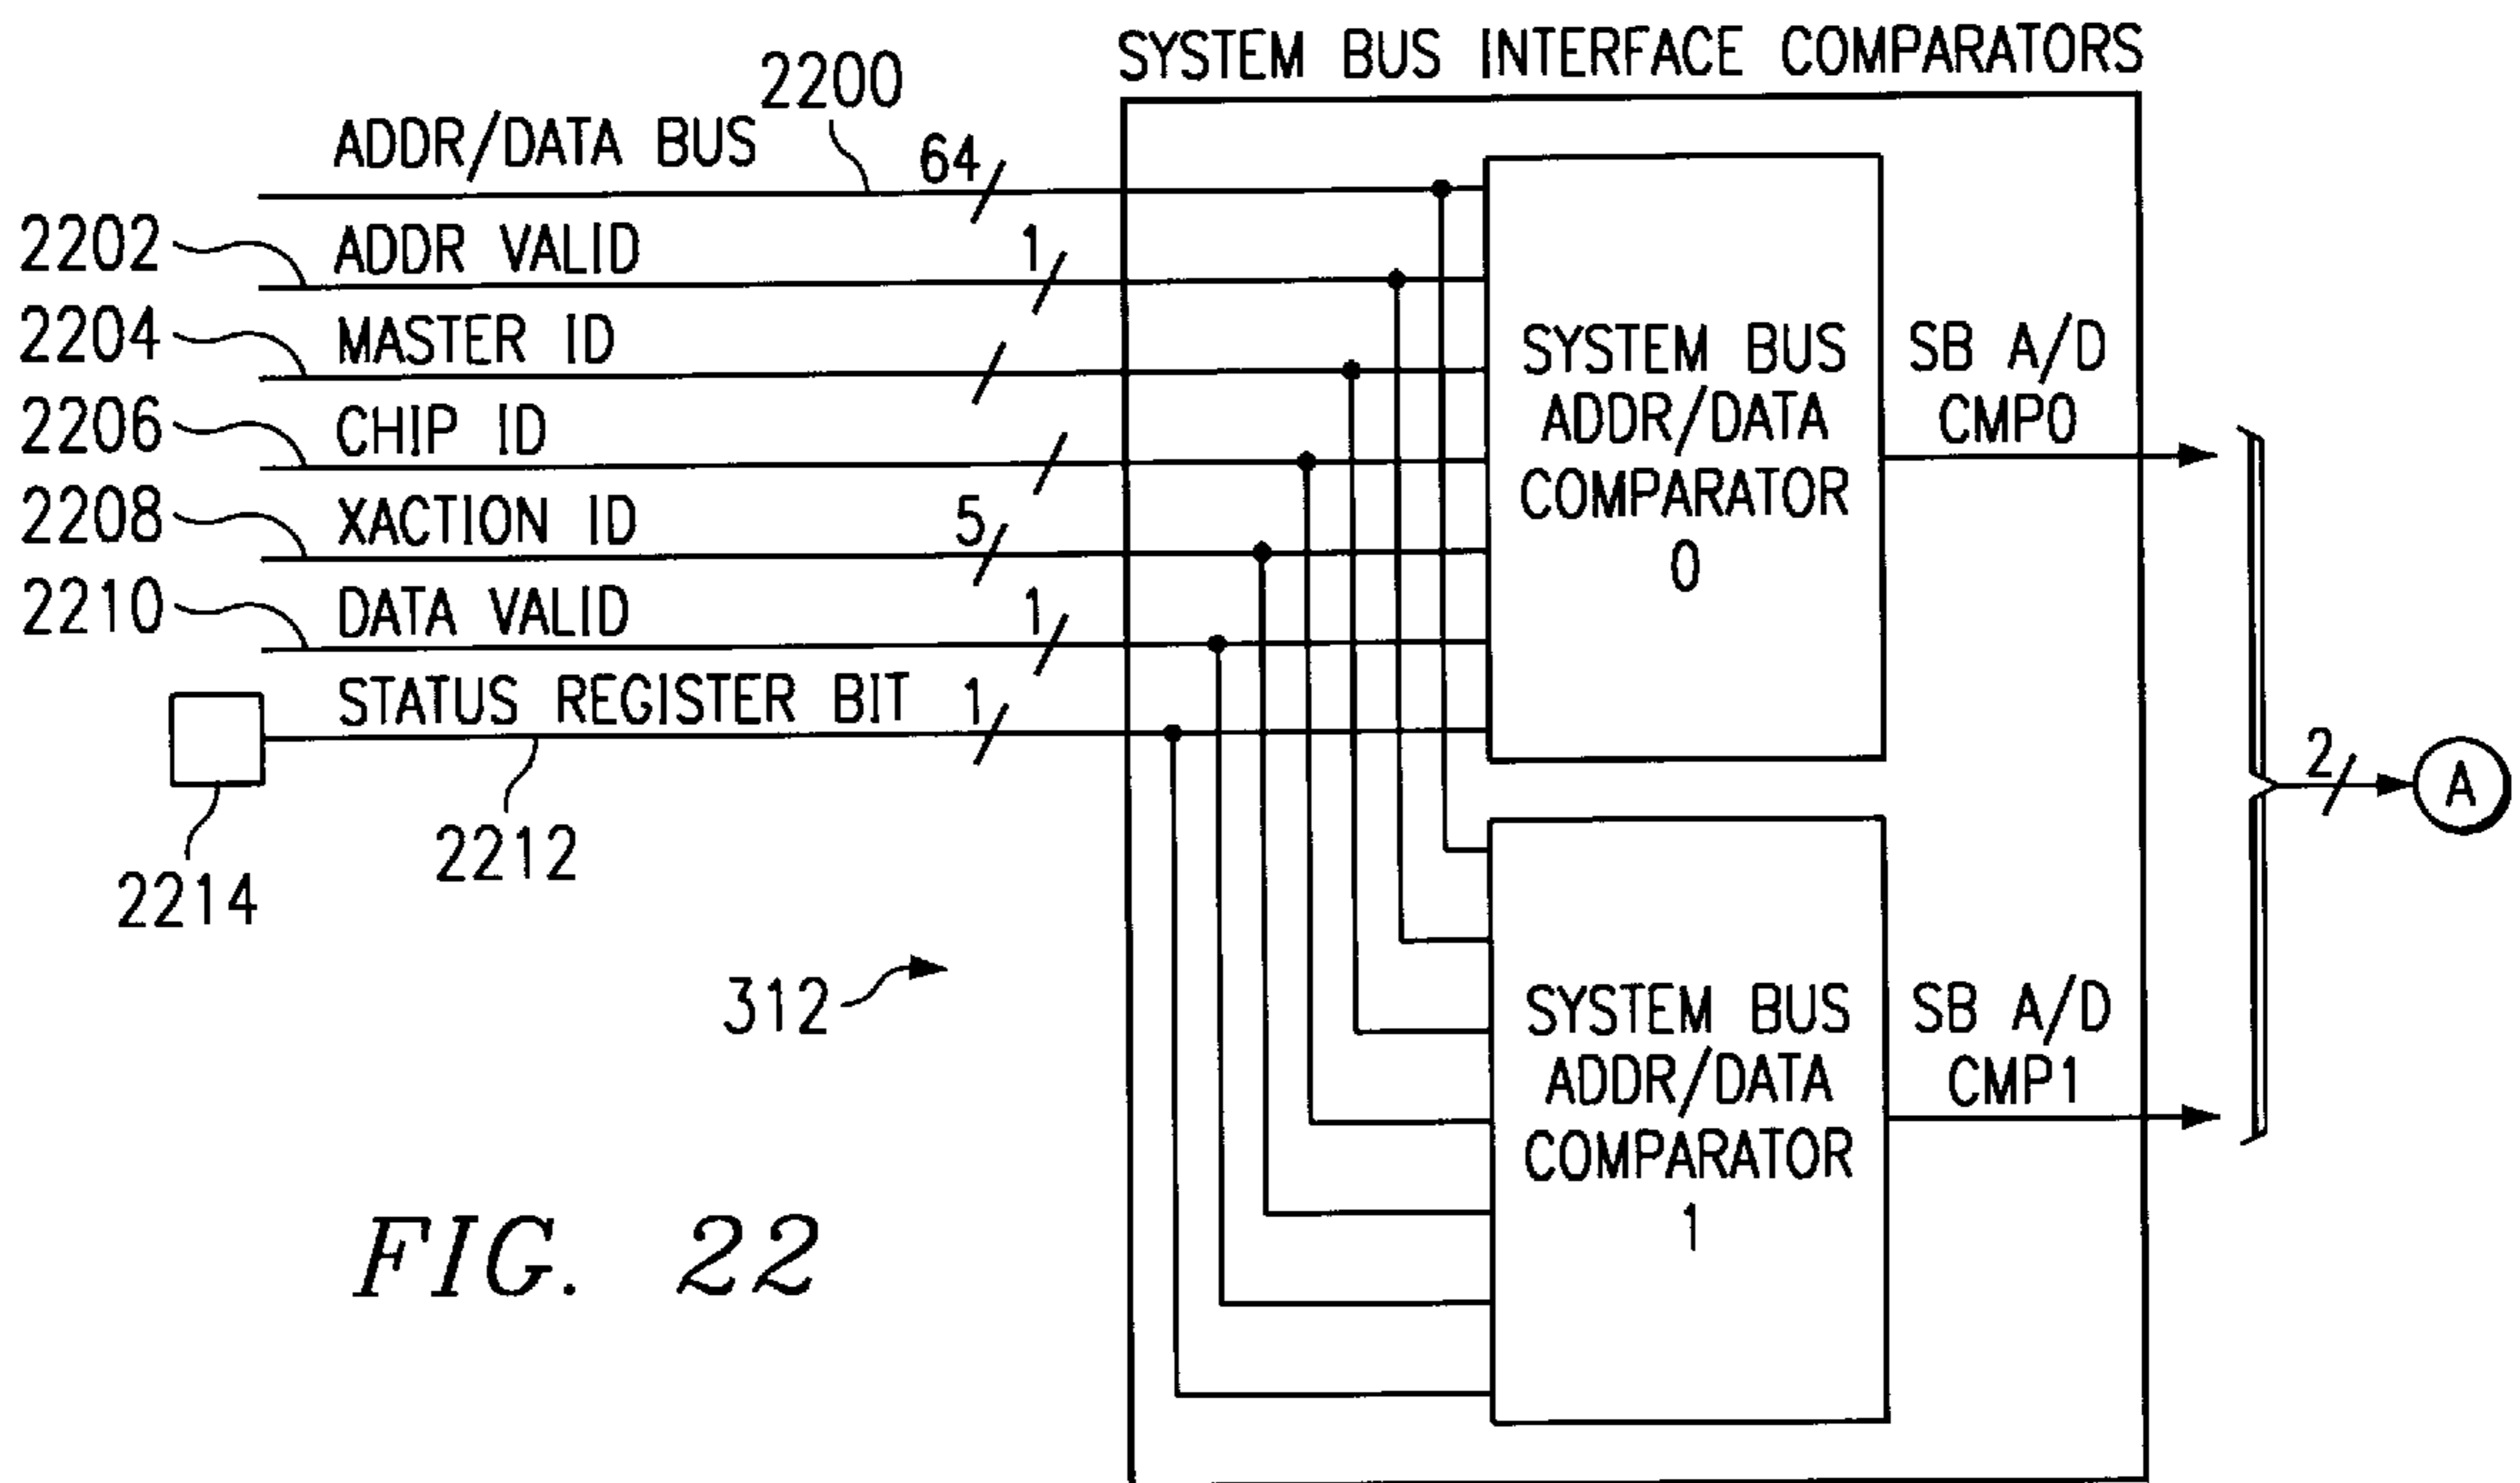 SYSTEM BUS INTERFACE COMPARATORS
2200
ADDR/DATA BUS
64
2202
ADDR VALID
1
2204
MASTER ID
2206
CHIP ID
2208
XACTION ID
5
2210
DATA VALID
1
STATUS REGISTER BIT
1
2214
2212
SYSTEM BUS
ADDR/DATA
COMPARATOR
0
SB A/D
CMP0
2
A
312
SYSTEM BUS
ADDR/DATA
COMPARATOR
1
SB A/D
CMP1
FIG. 22